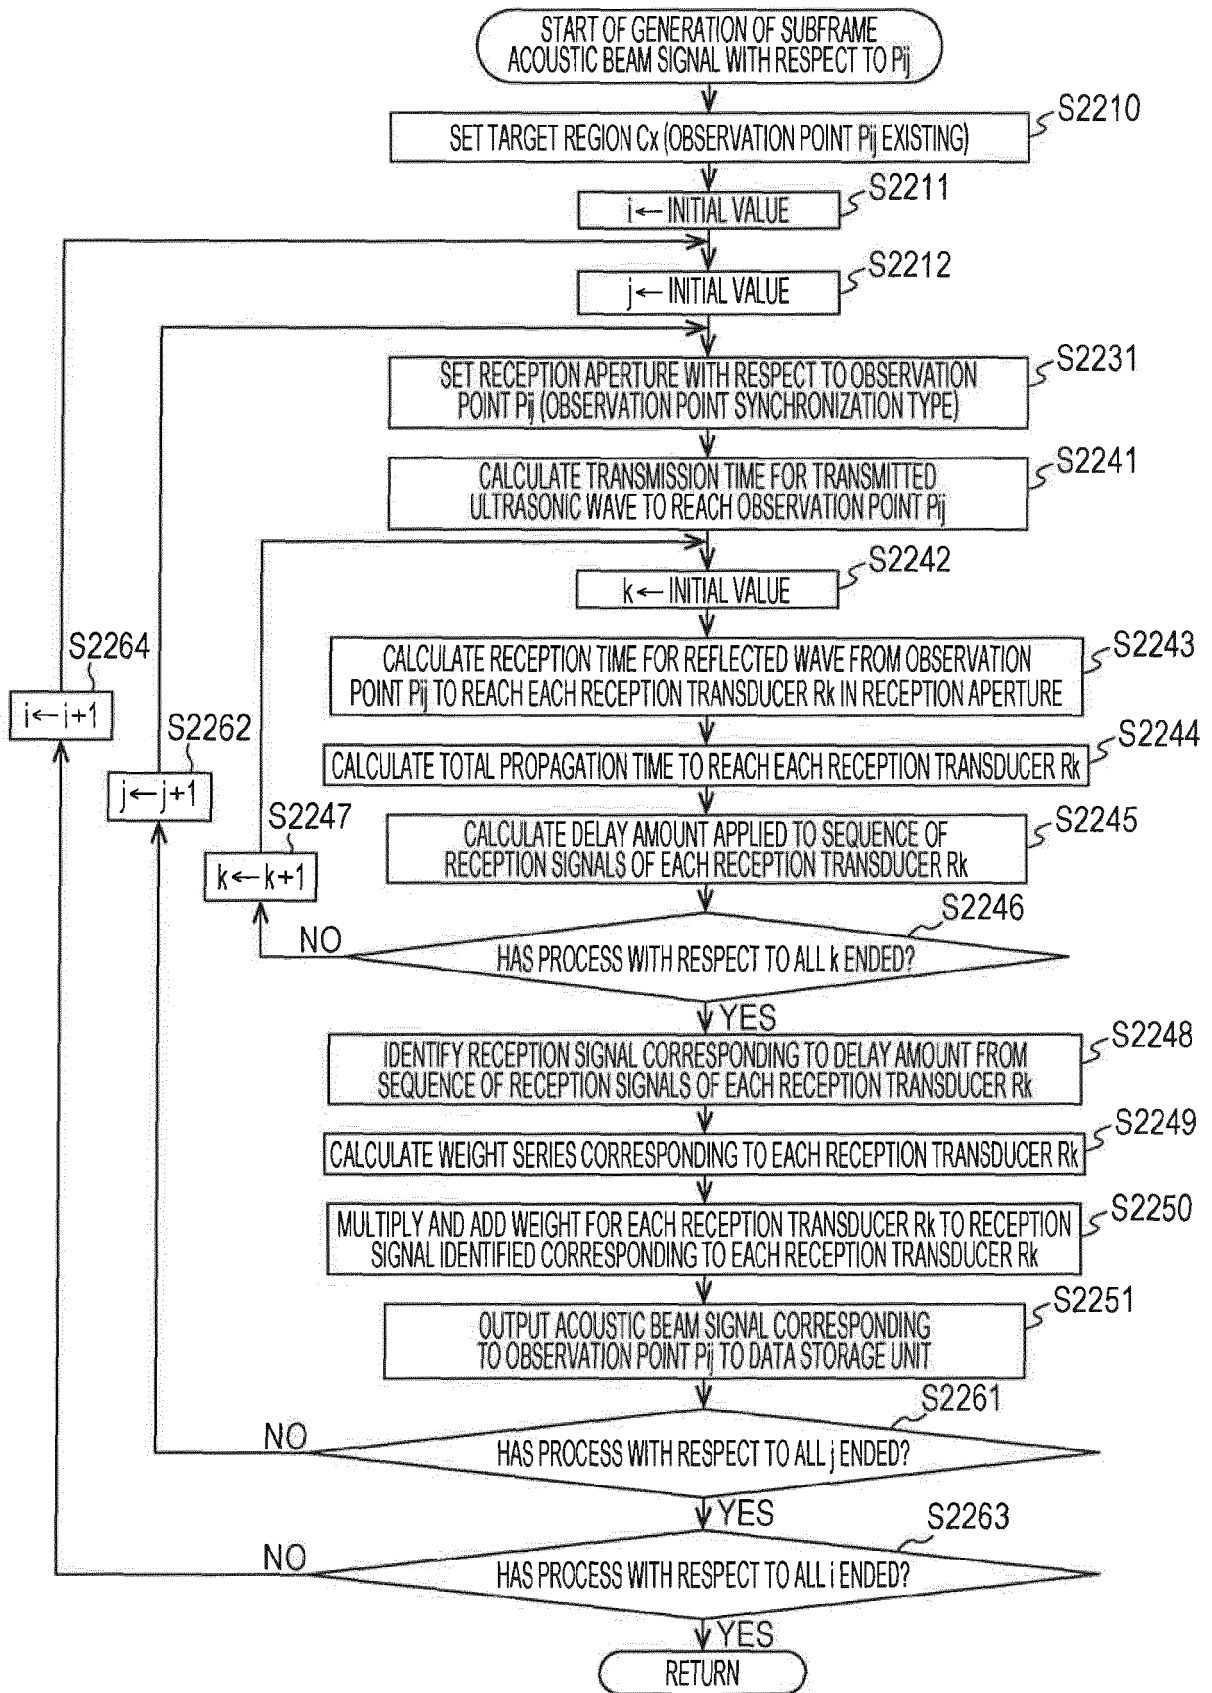 START OF GENERATION OF SUBFRAME
ACOUSTIC BEAM SIGNAL WITH RESPECT TO Pij
S2210
SET TARGET REGION Cx (OBSERVATION POINT Pij EXISTING)
S2211
i←INITIAL VALUE
S2212
j←INITIAL VALUE
S2231
SET RECEPTION APERTURE WITH RESPECT TO OBSERVATION
POINT Pij (OBSERVATION POINT SYNCHRONIZATION TYPE)
S2241
CALCULATE TRANSMISSION TIME FOR TRANSMITTED
ULTRASONIC WAVE TO REACH OBSERVATION POINT Pij
S2242
k←INITIAL VALUE
S2243
CALCULATE RECEPTION TIME FOR REFLECTED WAVE FROM OBSERVATION
POINT Pij TO REACH EACH RECEPTION TRANSDUCER Rk IN RECEPTION APERTURE
S2264
i←i+1
S2262
j←j+1
S2247
k←k+1
S2244
CALCULATE TOTAL PROPAGATION TIME TO REACH EACH RECEPTION TRANSDUCER Rk
S2245
CALCULATE DELAY AMOUNT APPLIED TO SEQUENCE OF
RECEPTION SIGNALS OF EACH RECEPTION TRANSDUCER Rk
S2246
NO
HAS PROCESS WITH RESPECT TO ALL k ENDED?
YES
S2248
IDENTIFY RECEPTION SIGNAL CORRESPONDING TO DELAY AMOUNT FROM
SEQUENCE OF RECEPTION SIGNALS OF EACH RECEPTION TRANSDUCER Rk
S2249
CALCULATE WEIGHT SERIES CORRESPONDING TO EACH RECEPTION TRANSDUCER Rk
S2250
MULTIPLY AND ADD WEIGHT FOR EACH RECEPTION TRANSDUCER Rk TO RECEPTION
SIGNAL IDENTIFIED CORRESPONDING TO EACH RECEPTION TRANSDUCER Rk
S2251
OUTPUT ACOUSTIC BEAM SIGNAL CORRESPONDING
TO OBSERVATION POINT Pij TO DATA STORAGE UNIT
S2261
NO
HAS PROCESS WITH RESPECT TO ALL j ENDED?
YES
S2263
NO
HAS PROCESS WITH RESPECT TO ALL i ENDED?
YES
RETURN